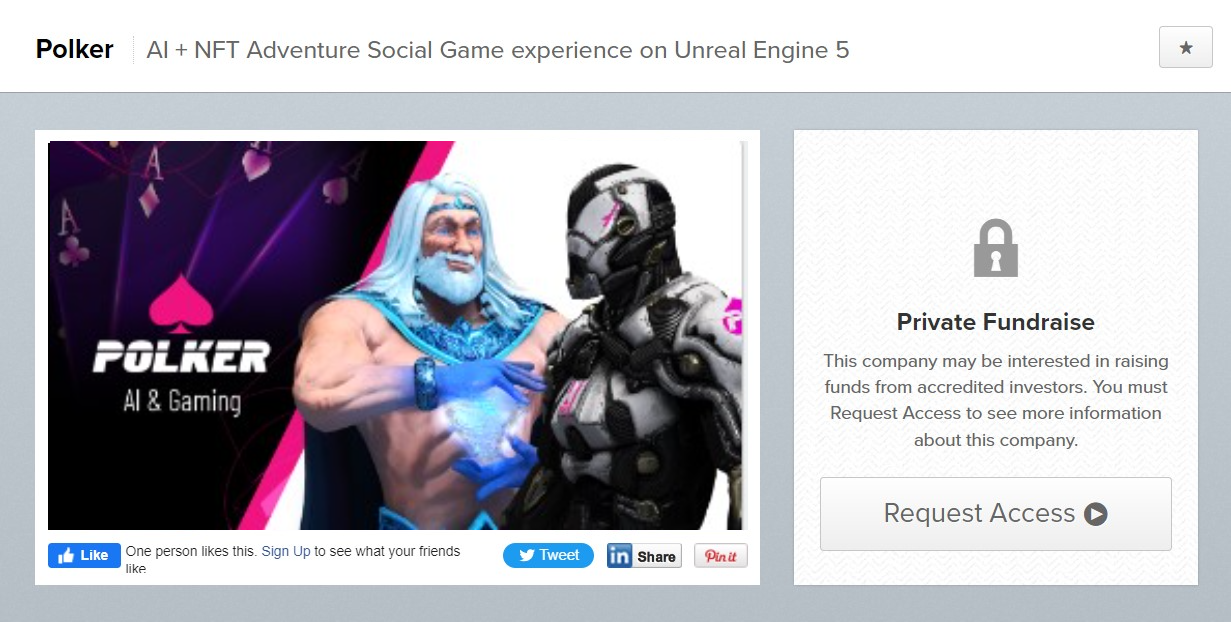 Polker
AI + NFT Adventure Social Game experience on Unreal Engine 5
A
A
A
A
POLKER
AI & Gaming
Like
One person likes this. Sign Up to see what your friends
like.
Tweet
in Share
Pin it
Private Fundraise
This company may be interested in raising
funds from accredited investors. You must
Request Access to see more information
about this company.
Request Access